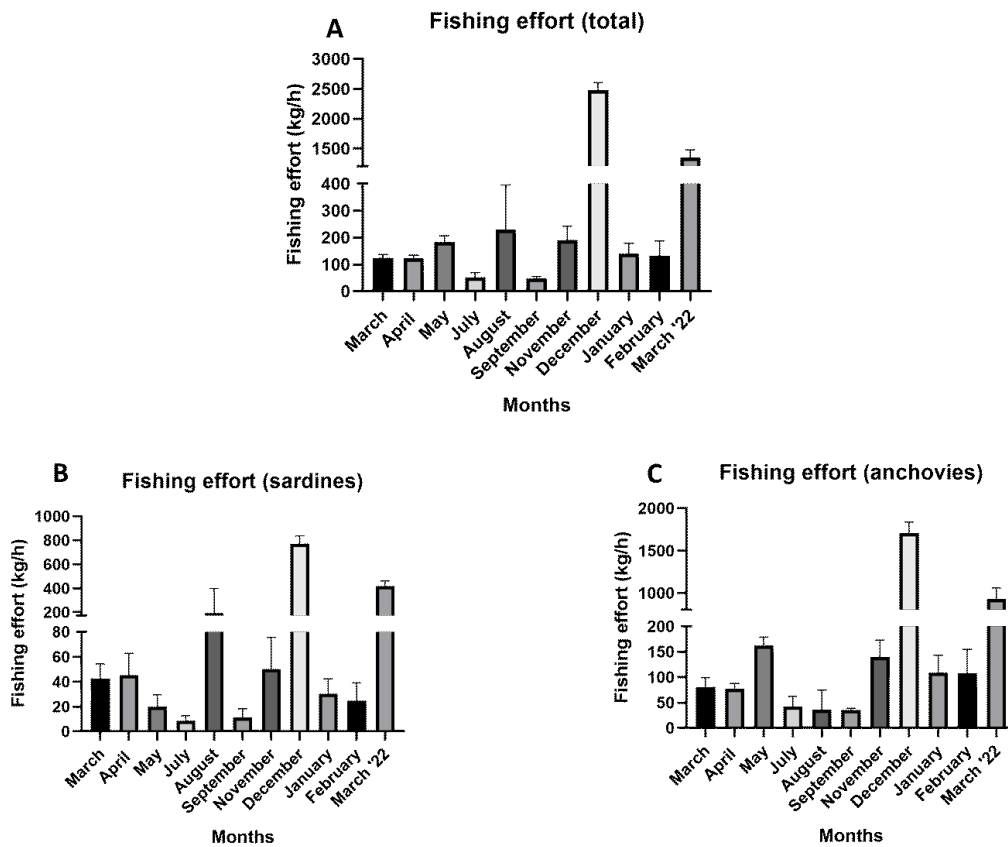 A
Fishing effort (total)
Fishing effort (kg/h)
3000
2500
2000
1500
400
300
200
100
0
March
April
May
July
August
September
November
December
January
February
March '22
Months
B
Fishing effort (sardines)
Fishing effort (kg/h)
1000
800
600
400
200
80
60
40
20
0
March
April
May
July
August
September
November
December
January
February
March '22
Months
C
Fishing effort (anchovies)
Fishing effort (kg/h)
2000
1500
1000
200
150
100
50
0
March
April
May
July
August
September
November
December
January
February
March '22
Months